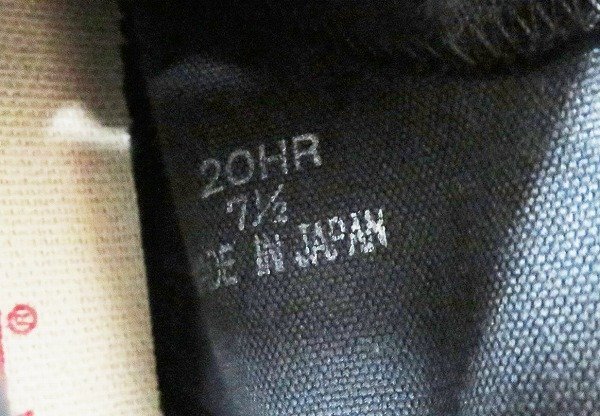 20HR
7½
DE IN JAPAN
®